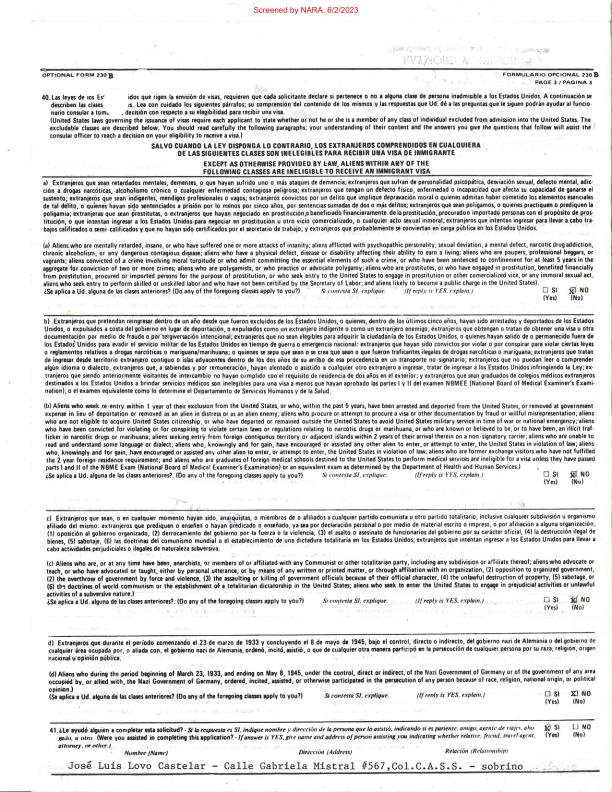 Screened by NARA, 6/2/2023
OPTIONAL FORM 230 B
FORMULARIO OPCIONAL 230 B
PAGE 3 / PAGINA 3
40. Las leyes de los Es dos que rigen la emisión de visas, requieren que cada solicitante declare si pertenece o no a alguna clase de persona inadmisible a los Estados Unidos. A continuación se
describen las clases s. Lea con cuidado los siguientes párrafos; su comprensión del contenido de los mismos y las respuestas que Ud. dé a las preguntas que le siguen podrán ayudar al funcio-
nario consular a tom , decisión con respecto a su elegibilidad para recibir una visa.
(United States laws governing the issuance of visas require each applicant to state whether or not he or she is a member of any class of individual excluded from admission into the United States. The
excludable classes are described below. You should read carefully the following paragraphs; your understanding of their content and the answers you give the questions that follow will assist the
consular officer to reach a decision on your eligibility to receive a visa.)
SALVO CUANDO LA LEY DISPONGA LO CONTRARIO, LOS EXTRANJEROS COMPRENDIDOS EN CUALQUIERA
DE LAS SIGUIENTES CLASES SON INELEGIBLES PARA RECIBIR UNA VISA DE INMIGRANTE
EXCEPT AS OTHERWISE PROVIDED BY LAW, ALIENS WITHIN ANY OF THE
FOLLOWING CLASSES ARE INELIGIBLE TO RECEIVE AN IMMIGRANT VISA
a) Extranjeros que sean retardados mentales, dementes, o que hayan sufrido uno o más ataques de demencia; extranjeros que sufran de personalidad psicopática, desviación sexual, defecto mental, adi-
ción a drogas narcóticas, alcoholismo crónico o cualquier enfermedad contagiosa peligrosa; extranjeros que tengan un defecto físico, enfermedad o incapacidad que afecta su capacidad de ganarse el
sustento; extranjeros que sean indigentes, mendigos profesionales o vagos; extranjeros convictos por un delito que implique depravación moral o quienes admitan haber cometido los elementos esenciales
de tal delito, o quienes hayan sido sentenciados a prisión por lo menos por cinco años, por sentencias sumadas de dos o más delitos; extranjeros que sean polígamos, o quienes practiquen o prediquen la
poligamia; extranjeros que sean prostitutas, o extranjeros que hayan negociado en prostitución, beneficiado financieramente de la prostitución, procurado importado personas con el propósito de pros-
titución, o que intenten ingresar a los Estados Unidos para negociar en prostitución u otro vicio comercializado, o cualquier acto sexual inmoral; extranjeros que intenten ingresar para llevar a cabo tra-
bajos calificados o semi-calificados y que no hayan sido certificados por el secretario de trabajo; y extranjeros que probablemente se conviertan en carga pública en los Estados Unidos.
(a) Aliens who are mentally retarded, insane, or who have suffered one or more attacks of insanity; aliens afflicted with psychopathic personality, sexual deviation, a mental defect, narcotic drug addiction,
chronic alcoholism, or any dangerous contagious disease; aliens who have a physical defect, disease or disability affecting their ability to earn a living; aliens who are paupers, professional beggars, or
vagrants; aliens convicted of a crime involving moral turpitude or who admit committing the essential elements of such a crime, or who have been sentenced to confinement for at least 5 years in the
aggregate for conviction of two or more crimes; aliens who are polygamists, or who practice or advocate polygamy; aliens who are prostitutes, or who have engaged in prostitution, benefited financially
from prostitution, procured or imported persons for the purpose of prostitution, or who seek entry to the United States to engage in prostitution or other commercialized vice, or any immoral sexual act,
aliens who seek entry to perform skilled or unskilled labor and who have not been certified by the Secretary of Labor; and aliens likely to become a public charge in the United States).
¿Se aplica a Ud. alguna de las clases anteriores? (Do any of the foregoing classes apply to you?) Si contesta SI, explique. (If reply is YES, explain.) ☐ SI ☒ NO
(Yes) (No)
b) Extranjeros que pretendan reingresar dentro de un año desde que fueron excluidos de los Estados Unidos, o quienes, dentro de los últimos cinco años, hayan sido arrestados y deportados de los Estados
Unidos, o expulsados a costa del gobierno en lugar de deportación, o expulsados como un extranjero indigente o como un extranjero enemigo; extranjeros que obtengan o tratan de obtener una visa u otra
documentación por medio de fraude o por tergiversación intencional; extranjeros que no sean elegibles para adquirir la ciudadanía de los Estados Unidos, o quienes hayan salido de o permanecido fuera de
los Estados Unidos para evadir el servicio militar de los Estados Unidos en tiempo de guerra o emergencia nacional; extranjeros que hayan sido convictos por violar o por conspirar para violar ciertas leyes
o reglamentos relativos a drogas narcóticas o mariguana/marihuana; o quienes se sepa que sean o se crea que sean o que fueron traficantes ilegales de drogas narcóticas o mariguana; extranjeros que tratan
de ingresar desde territorio extranjero contiguo o islas adyacentes dentro de los dos años de su arribo de esa procedencia en un transporte no-signatario; extranjeros que no puedan leer o comprender
algún idioma o dialecto. extranjeros que, a sabiendas y por remuneración, hayan alentado o asistido a cualquier otro extranjero a ingresar, tratar de ingresar a los Estados Unidos infringiendo la Ley; ex-
tranjeros que siendo anteriormente visitantes de intercambio no hayan cumplido con el requisito de residencia de dos años en el exterior; y extranjeros que sean graduados de colegios médicos extranjeros
destinados a los Estados Unidos a brindar servicios médicos son inelegibles para una visa a menos que hayan aprobado las partes I y II del examen NBMEE (National Board of Medical Examiner's Exami-
nation), o el examen equivalente como lo determine el Departamento de Servicios Humanos y de la Salud.
(b) Aliens who seek re-entry within 1 year of their exclusion from the United States, or who, within the past 5 years, have been arrested and deported from the United States, or removed at government
expense in lieu of deportation or removed as an alien in distress or as an alien enemy; aliens who procure or attempt to procure a visa or other documentation by fraud or willful misrepresentation; aliens
who are not eligible to acquire United States citizenship, or who have departed or remained outside the United States to avoid United States military service in time of war or national emergency; aliens
who have been convicted for violating or for conspiring to violate certain laws or regulations relating to narcotic drugs or marihuana, or who are known or believed to be, or to have been, an illicit traf-
ficker in narcotic drugs or marihuana; aliens seeking entry from foreign contiguous territory or adjacent islands within 2 years of their arrival therein on a non-signatory carrier; aliens who are unable to
read and understand some language or dialect; aliens who, knowingly and for gain, have encouraged or assisted any other alien to enter, or attempt to enter, the United States in violation of law; aliens
who, knowingly and for gain, have encouraged or assisted any other alien to enter, or attempt to enter, the United States in violation of law; aliens who are former exchange visitors who have not fulfilled
the 2 year foreign residence requirement; and aliens who are graduates of foreign medical schools destined to the United States to perform medical services are ineligible for a visa unless they have passed
parts I and II of the NBME Exam (National Board of Medical Examiner's Examination) or an equivalent exam as determined by the Department of Health and Human Services.)
¿Se aplica a Ud. alguna de las clases anteriores?. (Do any of the foregoing classes apply to you?) Si contesta SI, explique. (If reply is YES, explain.) ☐ SI ☒ NO
(Yes) (No)
c) Extranjeros que sean, o en cualquier momento hayan sido, anarquistas, o miembros de o afiliados a cualquier partido comunista u otro partido totalitario, inclusive cualquier subdivisión u organismo
afiliado del mismo: extranjeros que prediquen o enseñen o hayan predicado o enseñado, ya sea por declaración personal o por medio de material escrito o impreso, o por afiliación a alguna organización;
(1) oposición al gobierno organizado, (2) derrocamiento del gobierno por la fuerza o la violencia, (3) el asalto o asesinato de funcionarios del gobierno por su carácter oficial, (4) la destrucción ilegal de
bienes, (5) sabotaje, (6) las doctrinas del comunismo mundial o el establecimiento de una dictadura totalitaria en los Estados Unidos; extranjeros que intentan ingresar a los Estados Unidos para llevar a
cabo actividades perjudiciales o ilegales de naturaleza subversiva.
(c) Aliens who are, or at any time have been, anarchists, or members of or affiliated with any Communist or other totalitarian party, including any subdivision or affiliate thereof; aliens who advocate or
teach, or who have advocated or taught, either by personal utterance, or by means of any written or printed matter, or through affiliation with an organization, (1) opposition to organized government,
(2) the overthrow of government by force and violence, (3) the assaulting or killing of government officials because of their official character, (4) the unlawful destruction of property, (5) sabotage, or
(6) the doctrines of world communism or the establishment of a totalitarian dictatorship in the United States; aliens who seek to enter the United States to engage in prejudicial activities or unlawful
activities of a subversive nature.)
¿Se aplica a Ud. alguna de las clases anteriores?. (Do any of the foregoing classes apply to you?) Si contesta SI, explique. (If reply is YES, explain.) ☐ SI ☒ NO
(Yes) (No)
d) Extranjeros que durante el período comenzando el 23 de marzo de 1933 y concluyendo el 8 de mayo de 1945, bajo el control, directo o indirecto, del gobierno nazi de Alemania o del gobierno de
cualquier área ocupada por, o aliada con, el gobierno nazi de Alemania, ordenó, incitó, asistió, o que de cualquier otra manera participó en la persecución de cualquier persona por su raza, religión, origen
nacional u opinión pública.
(d) Aliens who during the period beginning of March 23, 1933, and ending on May 8, 1945, under the control, direct or indirect, of the Nazi Government of Germany or of the government of any area
occupied by, or allied with, the Nazi Government of Germany, ordered, incited, assisted, or otherwise participated in the persecution of any person because of race, religion, national origin, or political
opinion.)
(Se aplica a Ud. alguna de las clases anteriores?. (Do any of the foregoing classes apply to you?) Si contesta SI, explique. (If reply is YES, explain.) ☐ SI ☒ NO
(Yes) (No)
41. ¿Le ayudó alguien a completar esta solicitud? - Si la respuesta es SI, indique nombre y dirección de la persona que lo asistió, indicando si es pariente, amigo, agente de viajes, abo-
gado, u otro. (Were you assisted in completing this application? - If answer is YES, give name and address of person assisting you indicating whether relative, friend, travel agent,
attorney, or other.)
☒ SI ☐ NO
(Yes) (No)
Nombre (Name) Dirección (Address) Relación (Relationship)
José Luis Lovo Castelar - Calle Gabriela Mistral #567,Col.C.A.S.S. - sobrino